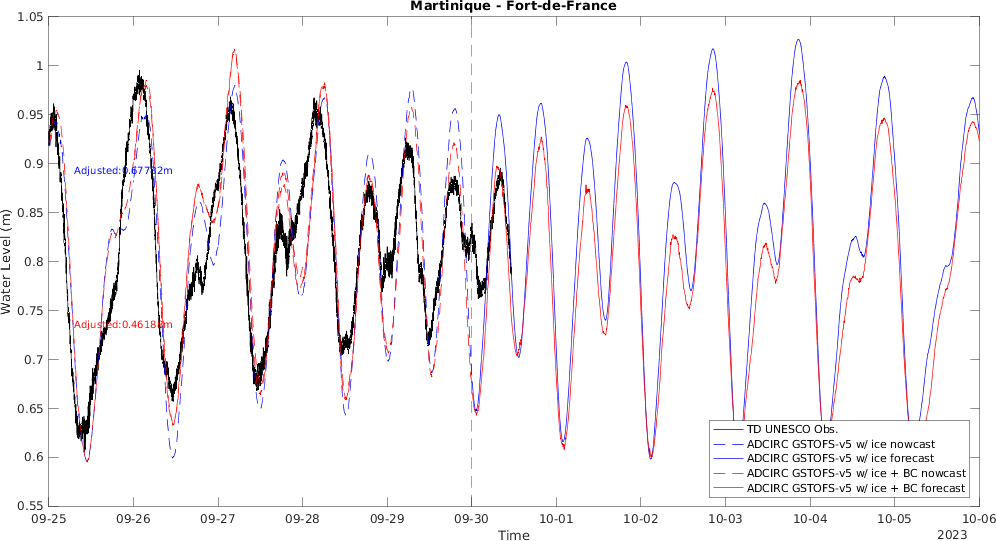 Martinique - Fort-de-France
1.05
1
0.95
0.9
0.85
0.8
0.75
0.7
0.65
0.6
0.55
Water Level (m)
Adjusted:0.67732m
Adjusted:0.46188m
TD UNESCO Obs.
ADCIRC GSTOFS-v5 w/ ice nowcast
ADCIRC GSTOFS-v5 w/ ice forecast
ADCIRC GSTOFS-v5 w/ ice + BC nowcast
ADCIRC GSTOFS-v5 w/ ice + BC forecast
09-25 09-26 09-27 09-28 09-29 09-30 10-01 10-02 10-03 10-04 10-05 10-06
Time
2023